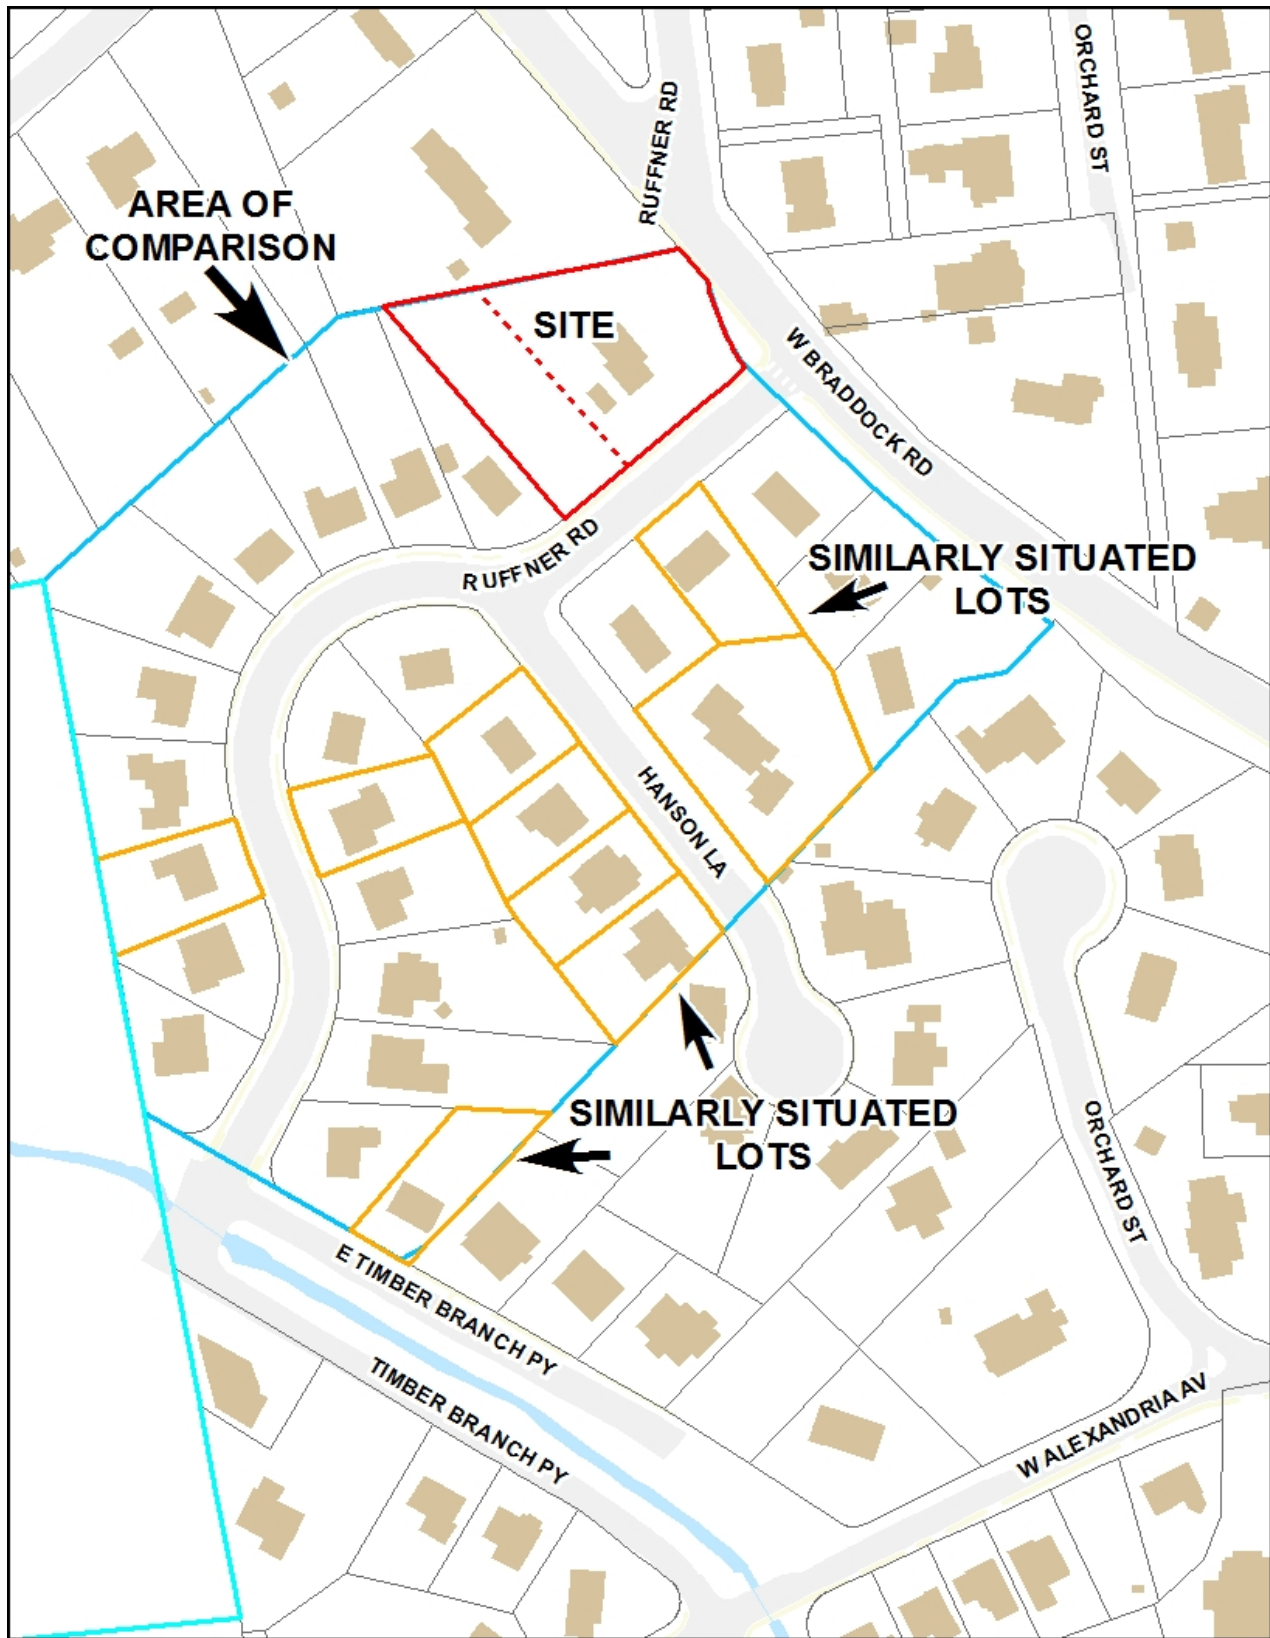 ORCHARD ST
RUFFNER RD
AREA OF
COMPARISON
SITE
W BRADDOCK RD
RUFFNER RD
SIMILARLY SITUATED
LOTS
HANSON LA
SIMILARLY SITUATED
LOTS
ORCHARD ST
E TIMBER BRANCH PY
TIMBER BRANCH PY
W ALEXANDRIA AV